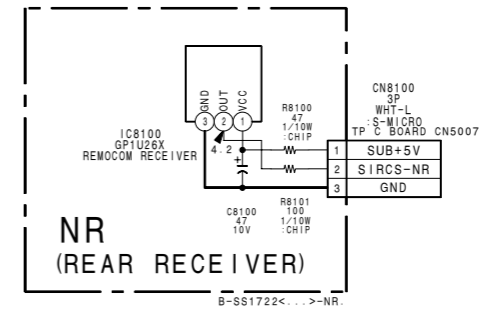 GND
OUT
VCC
3
2
1
4.2
IC8100
GP1U26X
REMOCOM RECEIVER
R8100
47
1/10W
:CHIP
C8100
47
10V
R8101
100
1/10W
:CHIP
CN8100
3P
WHT-L
:S-MICRO
TP C BOARD CN5007
1 SUB+5V
2 SIRCS-NR
3 GND
+
NR
(REAR RECEIVER)
B-SS1722<...>-NR.